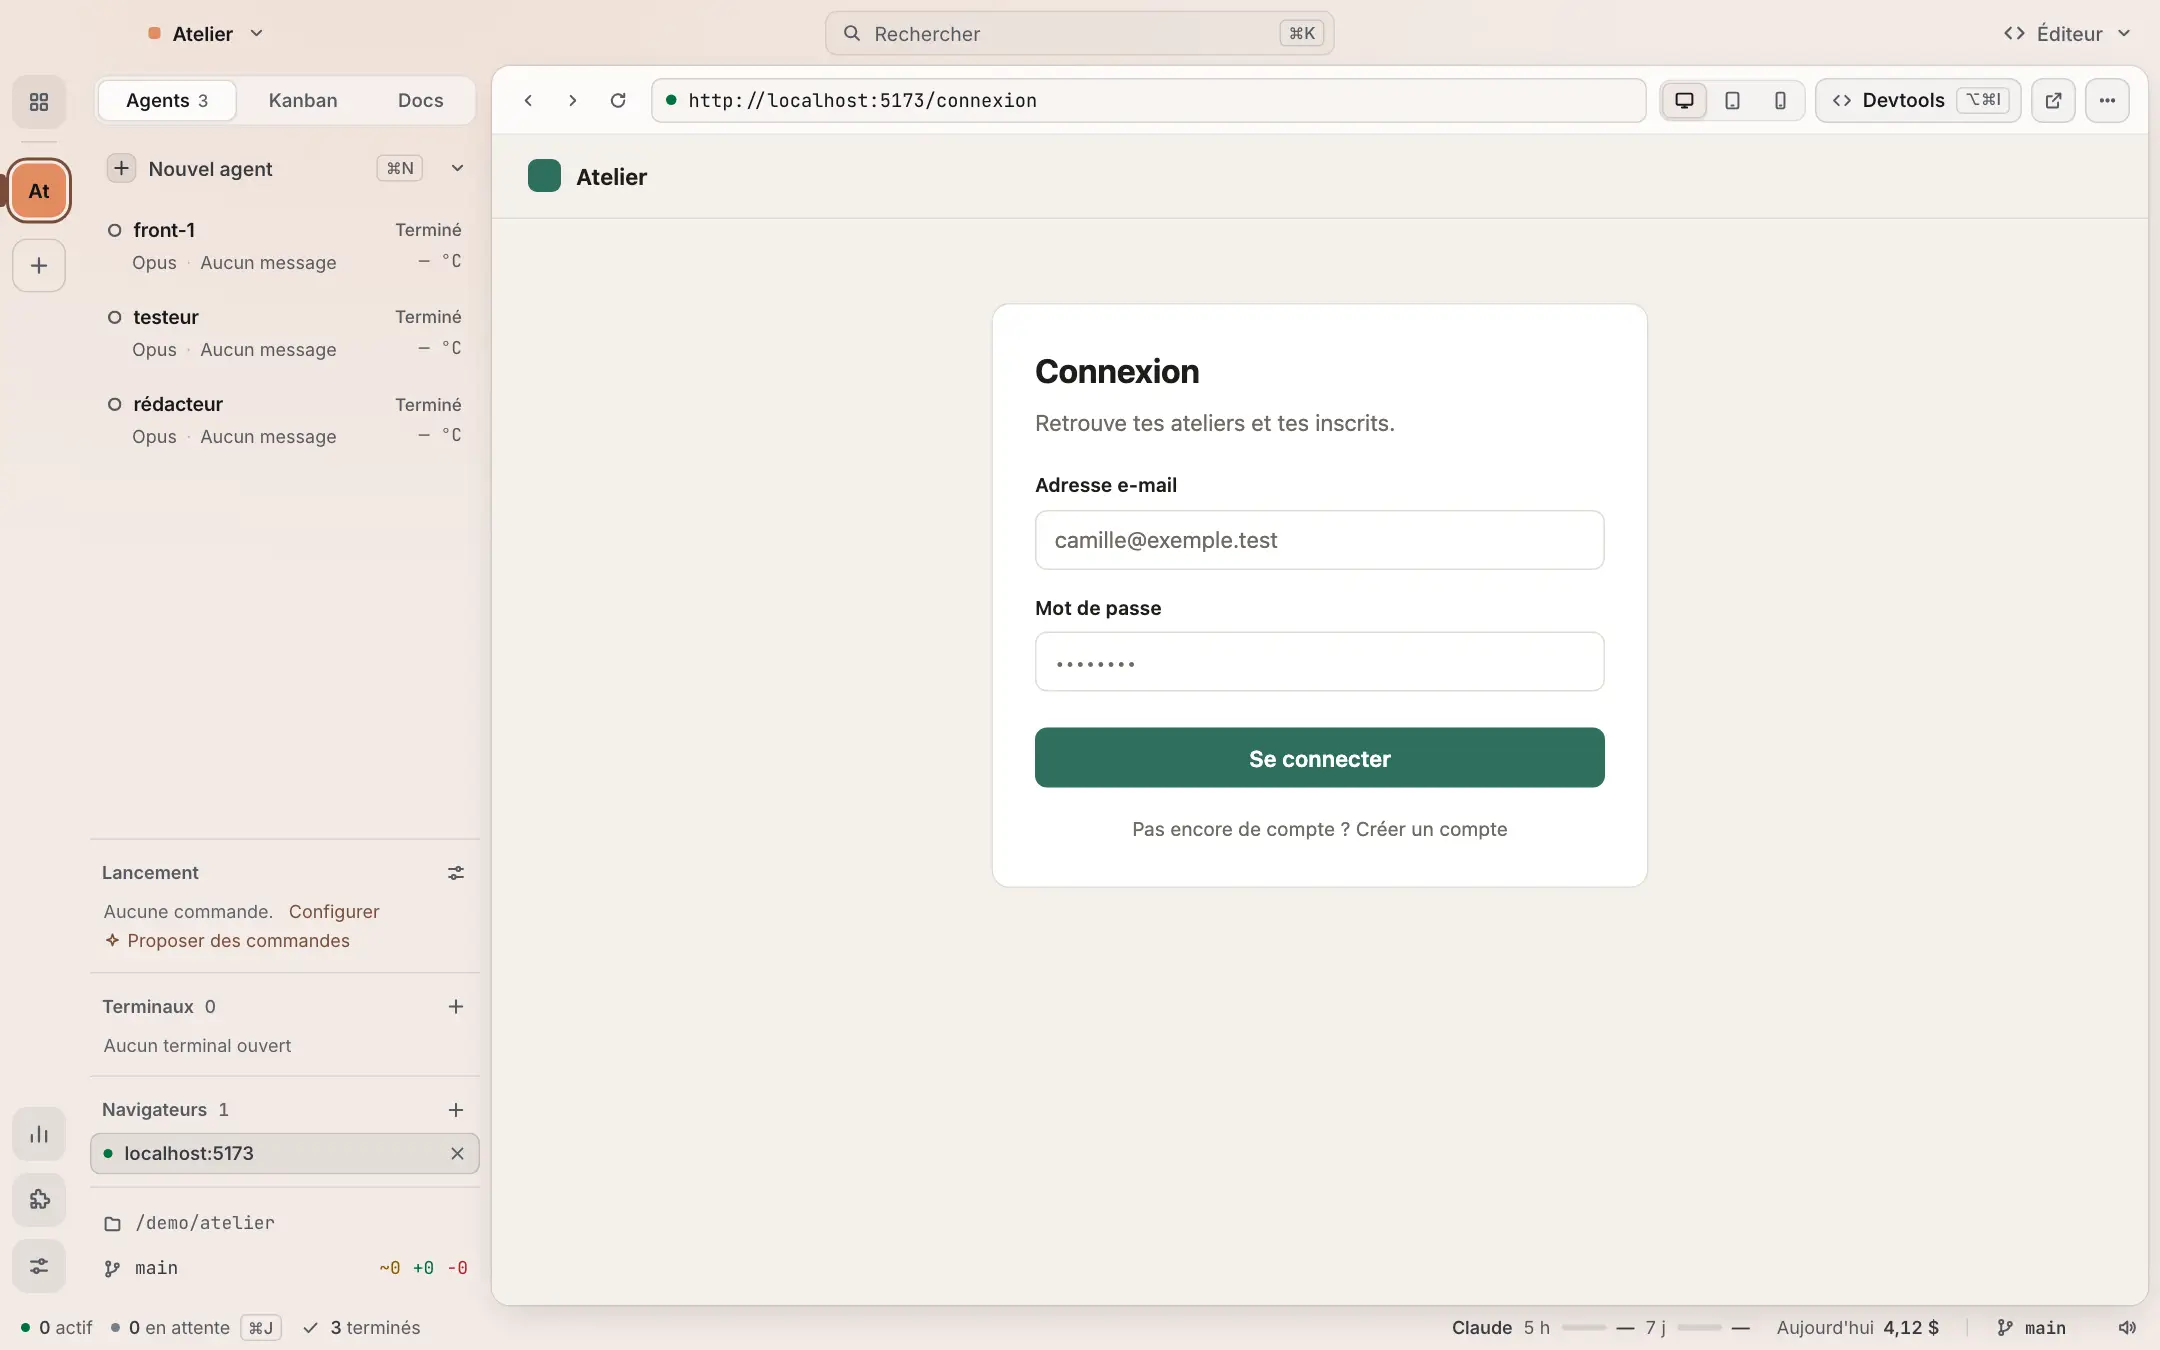 Atelier
Rechercher ⌘K
Éditeur
Agents 3 Kanban Docs
http://localhost:5173/connexion
Devtools ⌥⌘I
At
Nouvel agent ⌘N
Atelier
front-1 Terminé
Opus · Aucun message — °C
testeur Terminé
Opus · Aucun message — °C
rédacteur Terminé
Opus · Aucun message — °C
Connexion
Retrouve tes ateliers et tes inscrits.
Adresse e-mail
camille@exemple.test
Mot de passe
••••••••
Se connecter
Pas encore de compte ? Créer un compte
Lancement
Aucune commande. Configurer
Proposer des commandes
Terminaux 0
Aucun terminal ouvert
Navigateurs 1
localhost:5173
/demo/atelier
main ~0 +0 -0
0 actif 0 en attente ⌘J 3 terminés
Claude 5 h — 7 j — Aujourd'hui 4,12 $ main